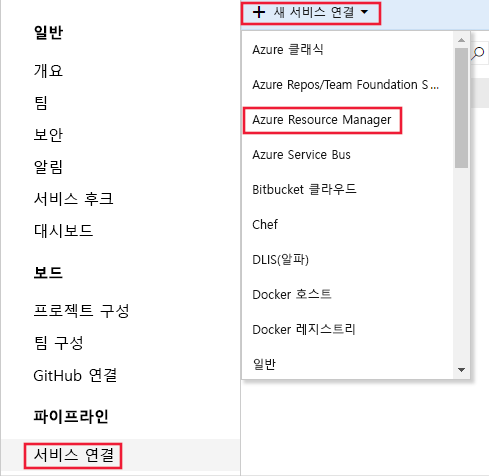 일반
개요
팀
보안
알림
서비스 후크
대시보드
보드
프로젝트 구성
팀 구성
GitHub 연결
파이프라인
서비스 연결
+ 새 서비스 연결
Azure 클래식
Azure Repos/Team Foundation S...
Azure Resource Manager
Azure Service Bus
Bitbucket 클라우드
Chef
DLIS(알파)
Docker 호스트
Docker 레지스트리
일반